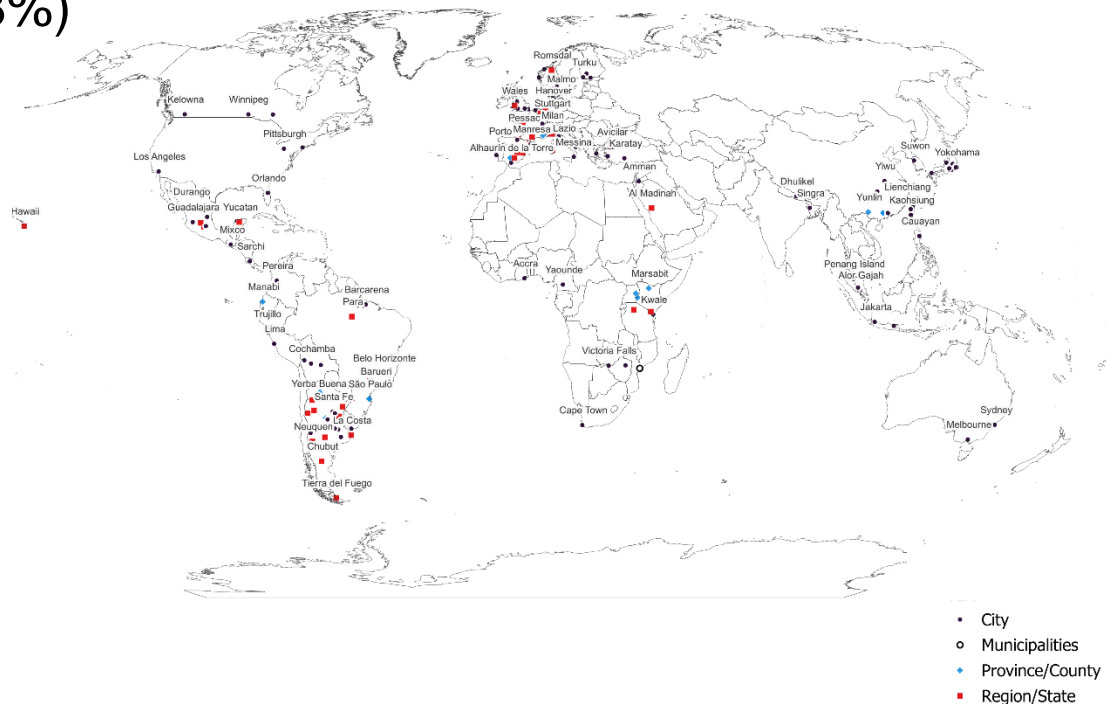 3%)
Romsdal
Turku
Malmo
Hanover
Wales
Stuttgart
Kelowna
Winnipeg
Pessac
Milan
Porto
Manresa
Lazio
Pittsburgh
Avicilar
Karatay
Messina
Suwon
Yokohama
Los Angeles
Alhaurin de la Torre
Yiwu
Amman
Orlando
Dhulikel
Lienchiang
Durango
Al Madinah
Singra
Yunlin
Kaohsiung
Hawaii
Guadalajara
Yucatan
Cauayan
Mixco
Sarchi
Penang Island
Accra
Yaounde
Marsabit
Alor Gajah
Pereira
Manabi
Barcarena
Para
Kwale
Jakarta
Trujillo
Lima
Cochamba
Belo Horizonte
Victoria Falls
Barueri
Yerba Buena
São Paulo
Santa Fe
Cape Town
Sydney
La Costa
Neuquen
Melbourne
Chubut
Tierra del Fuego
City
Municipalities
Province/County
Region/State